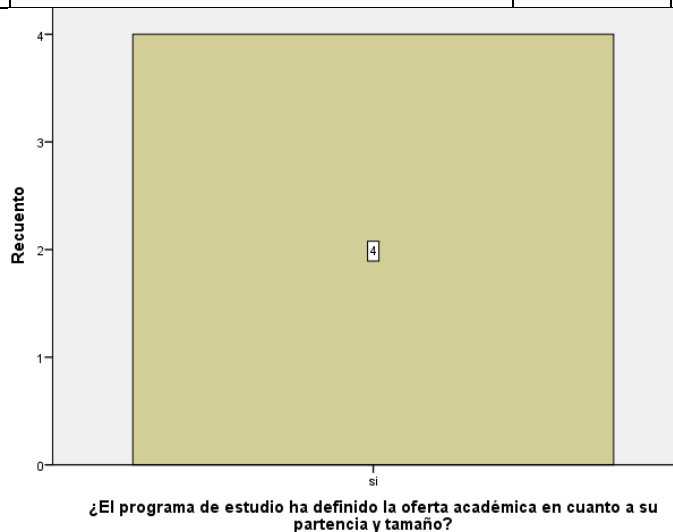 4
3
Recuento
2
4
1
0
si
¿El programa de estudio ha definido la oferta académica en cuanto a su
partencia y tamaño?